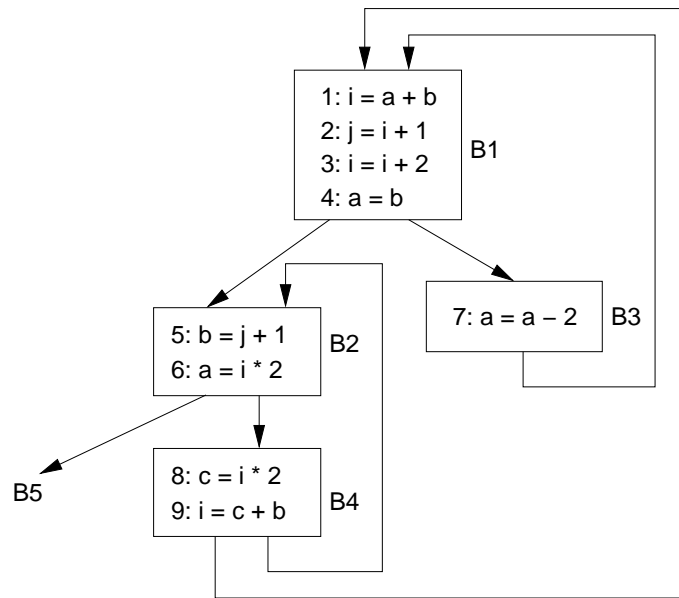 1: i = a + b
2: j = i + 1
3: i = i + 2
4: a = b
B1
5: b = j + 1
6: a = i * 2
B2
7: a = a − 2
B3
B5
8: c = i * 2
9: i = c + b
B4